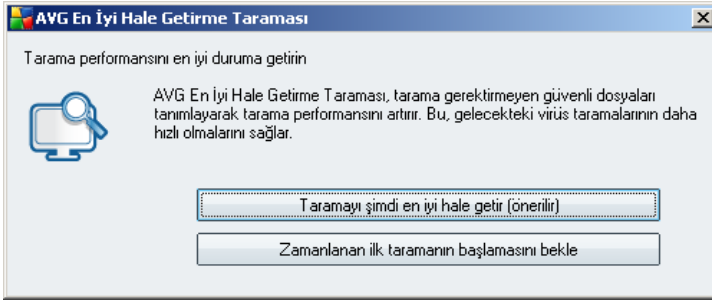 AVG En İyi Hale Getirme Taraması
Tarama performansını en iyi duruma getirin
AVG En İyi Hale Getirme Taraması, tarama gerektirmeyen güvenli dosyaları
tanımlayarak tarama performansını artırır. Bu, gelecekteki virüs taramalarının daha
hızlı olmalarını sağlar.
Taramayı şimdi en iyi hale getir (önerilir)
Zamanlanan ilk taramanın başlamasını bekle